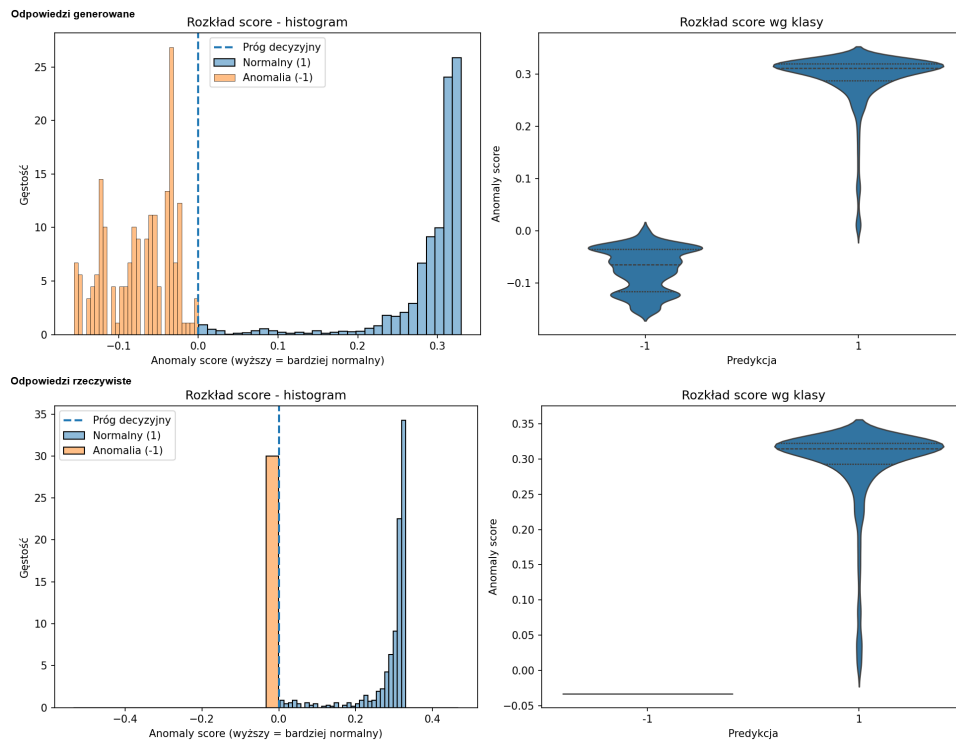 Odpowiedzi generowane
Rozkład score - histogram
Próg decyzyjny
Normalny (1)
Anomalia (-1)
Gęstość
25
20
15
10
5
0
−0.1
0.0
0.1
0.2
0.3
Anomaly score (wyższy = bardziej normalny)
Rozkład score wg klasy
Anomaly score
0.3
0.2
0.1
0.0
−0.1
-1
1
Predykcja
Odpowiedzi rzeczywiste
Rozkład score - histogram
Próg decyzyjny
Normalny (1)
Anomalia (-1)
Gęstość
35
30
25
20
15
10
5
0
−0.4
−0.2
0.0
0.2
0.4
Anomaly score (wyższy = bardziej normalny)
Rozkład score wg klasy
Anomaly score
0.35
0.30
0.25
0.20
0.15
0.10
0.05
0.00
−0.05
-1
1
Predykcja